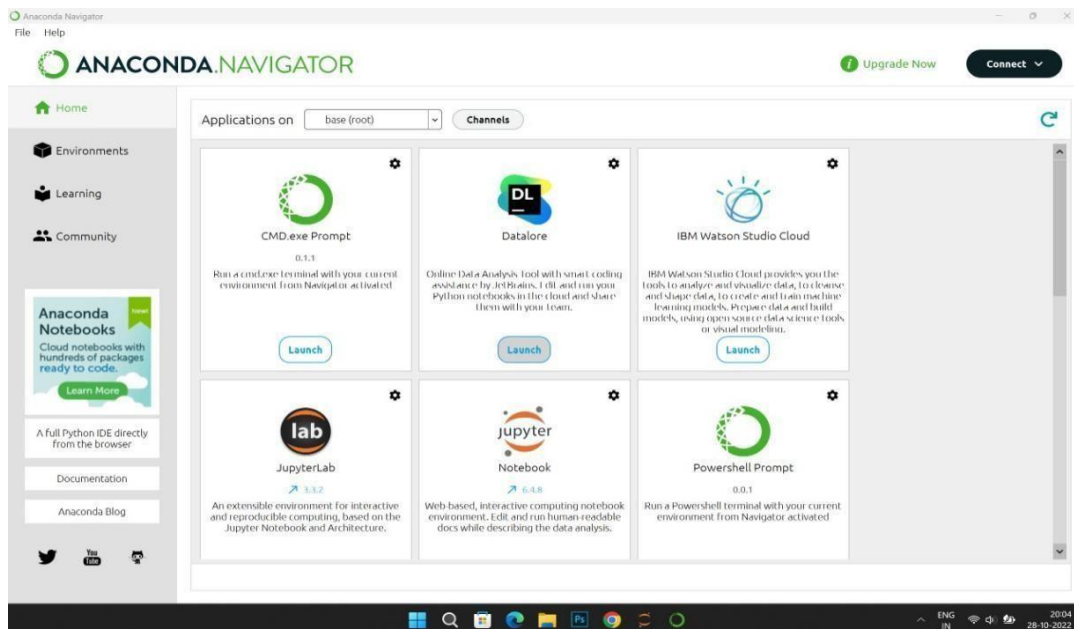 Anaconda Navigator
File Help
ANACONDA.NAVIGATOR
Upgrade Now
Connect
Home
Environments
Learning
Community
Anaconda
Notebooks
New!
Cloud notebooks with
hundreds of packages
ready to code.
Learn More
A full Python IDE directly
from the browser
Documentation
Anaconda Blog
You
Tube
Applications on base (root) Channels
CMD.exe Prompt
0.1.1
Run a cmd.exe terminal with your current
environment from Navigator activated
Launch
DL
Datalore
Online Data Analysis Tool with smart coding
assistance by JetBrains. Edit and run your
Python notebooks in the cloud and share
them with your team.
Launch
IBM Watson Studio Cloud
IBM Watson Studio Cloud provides you the
tools to analyze and visualize data, to cleanse
and shape data, to create and train machine
learning models. Prepare data and build
models, using open source data science tools
or visual modeling.
Launch
lab
JupyterLab
3.3.2
An extensible environment for interactive
and reproducible computing, based on the
Jupyter Notebook and Architecture.
jupyter
Notebook
6.4.8
Web-based, interactive computing notebook
environment. Edit and run human-readable
docs while describing the data analysis.
Powershell Prompt
0.0.1
Run a Powershell terminal with your current
environment from Navigator activated
Ps
ENG
IN
20:04
28-10-2022